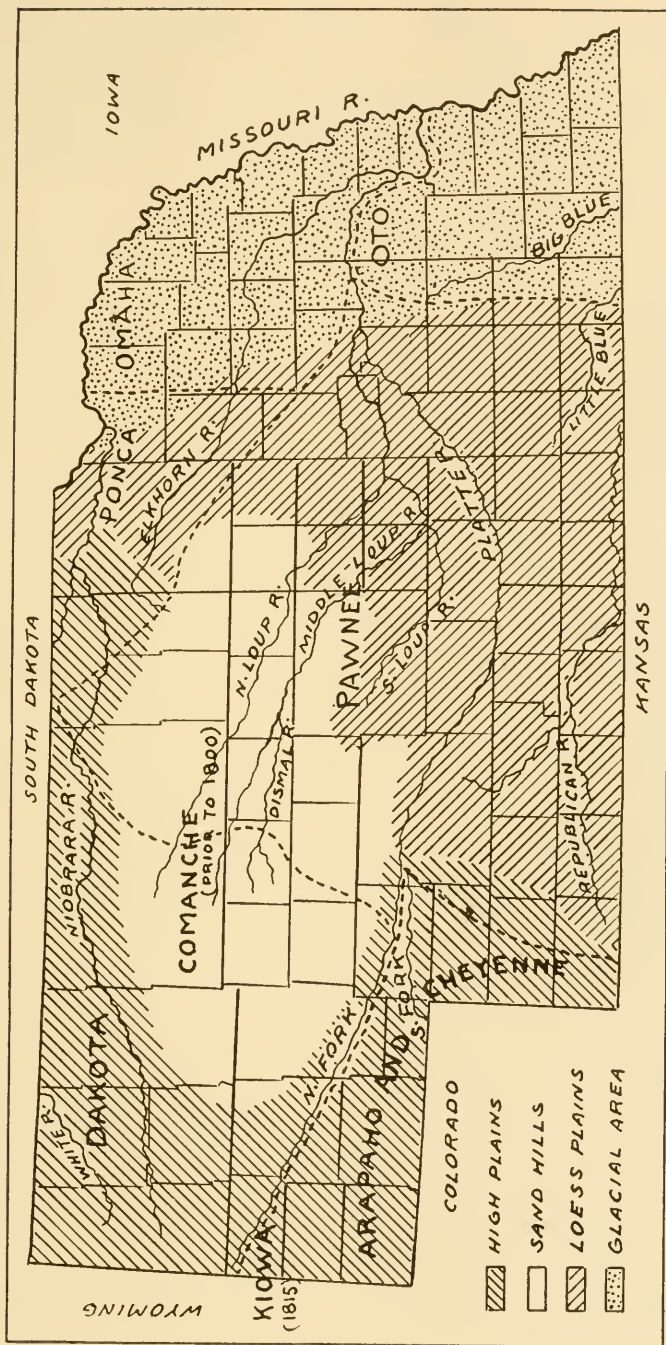 SOUTH DAKOTA
IOWA
WYOMING
MISSOURI R.
WHITE R.
DAKOTA
NIOBRARA R.
PONCA
OMAHA
ELKHORN R.
COMANCHE
(PRIOR TO 1800)
N. LOUP R.
MIDDLE LOUP R.
DISMAL R.
PAWNEE
S. LOUP R.
PLATTE R.
OTO
BIG BLUE
LITTLE BLUE
KIOWA
(1815)
N. FORK
S. FORK
ARAPAHO AND CHEYENNE
REPUBLICAN R.
COLORADO
KANSAS
HIGH PLAINS
SAND HILLS
LOESS PLAINS
GLACIAL AREA